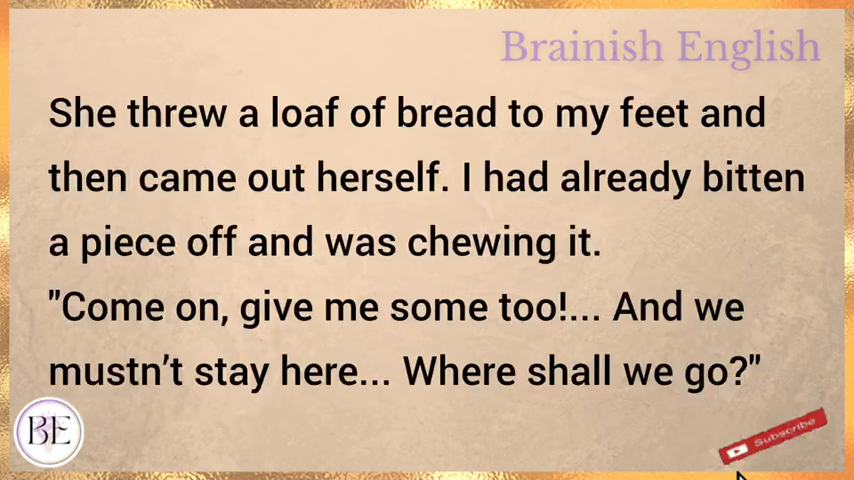 Brainish English
She threw a loaf of bread to my feet and
then came out herself. I had already bitten
a piece off and was chewing it.
"Come on, give me some too!... And we
mustn’t stay here... Where shall we go?"
BE
Subscribe